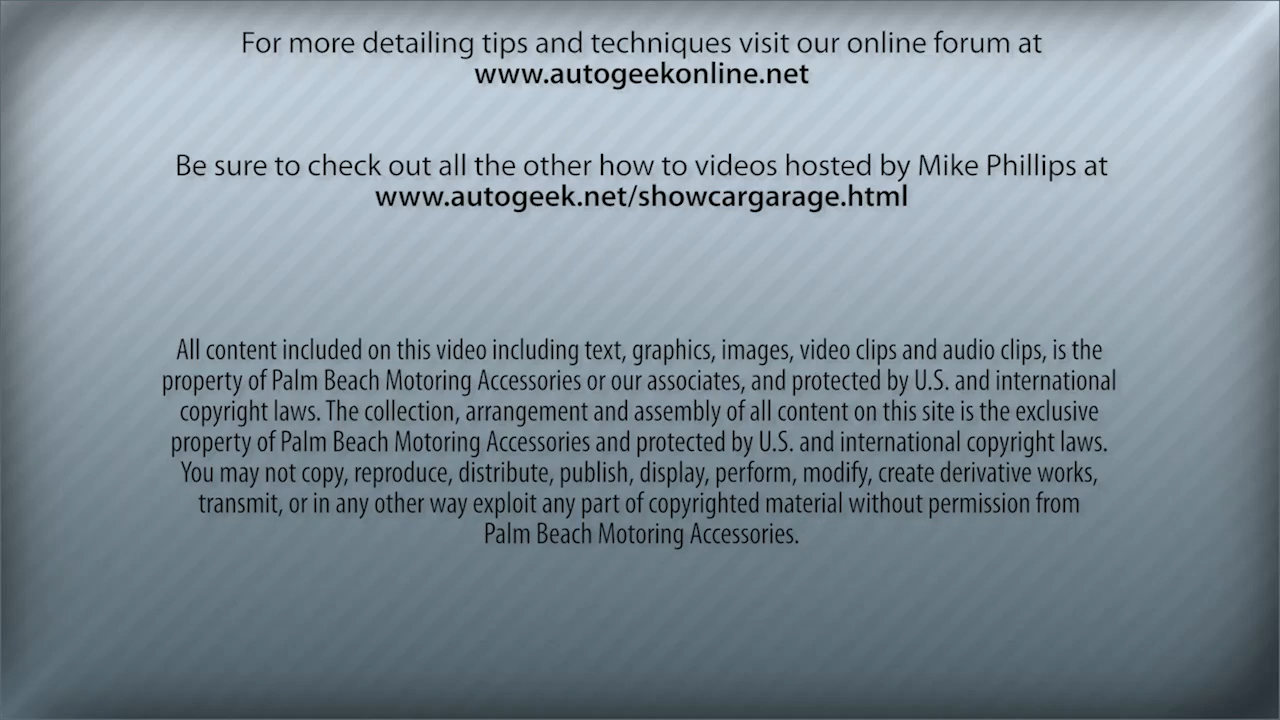 For more detailing tips and techniques visit our online forum at
www.autogeekonline.net
Be sure to check out all the other how to videos hosted by Mike Phillips at
www.autogeek.net/showcargarage.html
All content included on this video including text, graphics, images, video clips and audio clips, is the
property of Palm Beach Motoring Accessories or our associates, and protected by U.S. and international
copyright laws. The collection, arrangement and assembly of all content on this site is the exclusive
property of Palm Beach Motoring Accessories and protected by U.S. and international copyright laws.
You may not copy, reproduce, distribute, publish, display, perform, modify, create derivative works,
transmit, or in any other way exploit any part of copyrighted material without permission from
Palm Beach Motoring Accessories.